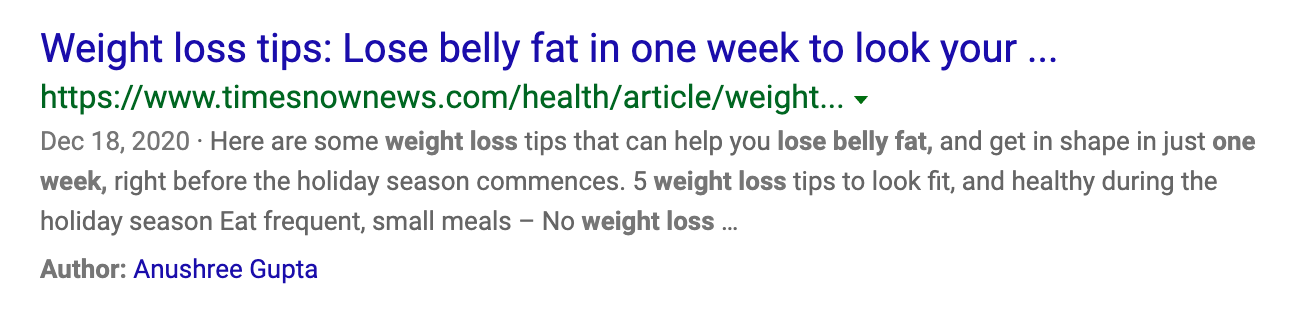 Weight loss tips: Lose belly fat in one week to look your ...
https://www.timesnownews.com/health/article/weight...
Dec 18, 2020 · Here are some weight loss tips that can help you lose belly fat, and get in shape in just one
week, right before the holiday season commences. 5 weight loss tips to look fit, and healthy during the
holiday season Eat frequent, small meals – No weight loss ...
Author: Anushree Gupta